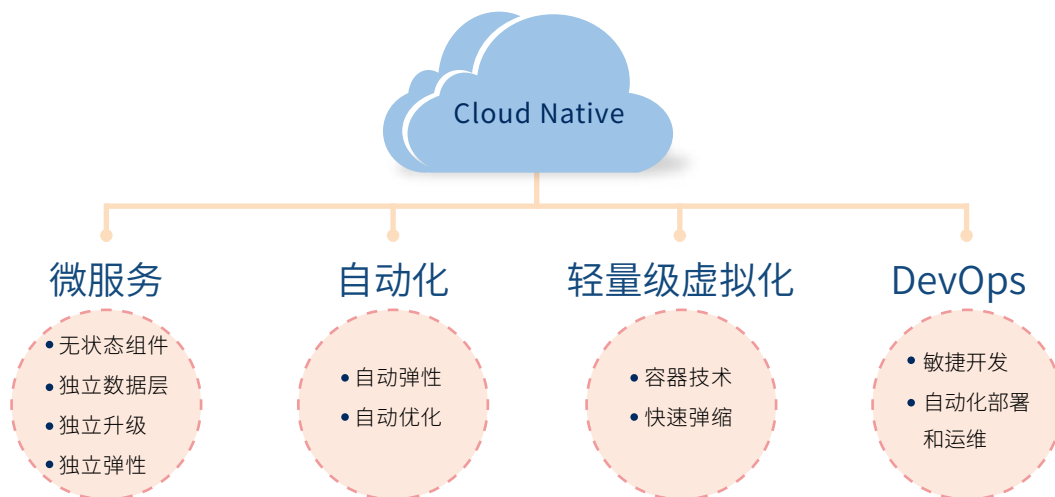 Cloud Native
微服务
无状态组件
独立数据层
独立升级
独立弹性
自动化
自动弹性
自动优化
轻量级虚拟化
容器技术
快速弹缩
DevOps
敏捷开发
自动化部署
和运维